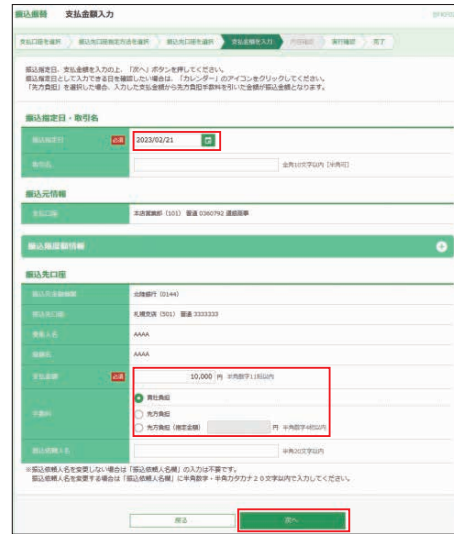 振込振替 支払金額入力
支払口座を選択 振込先口座指定方法を選択 振込先口座を選択 支払金額を入力 内容確認 実行確認 完了
振込指定日、支払金額を入力の上、「次へ」ボタンを押してください。
振込指定日として入力できる日を確認したい場合は、「カレンダー」のアイコンをクリックしてください。
「先方負担」を選択した場合、入力した支払金額から先方負担手数料を引いた金額が振込金額となります。
振込指定日・取引名
振込指定日 必須 2023/02/21
取引名 全角10文字以内 [半角可]
振込元情報
支払口座 本店営業部 (101) 普通 0360792
振込限度額情報
振込先口座
振込先金融機関 北陸銀行 (0144)
振込先口座 札幌支店 (501) 普通 3333333
受取人名 AAAA
登録名 AAAA
支払金額 必須 10,000 円 半角数字11桁以内
手数料 当社負担
先方負担
先方負担 (指定金額) 円 半角数字4桁以内
振込依頼人名 半角20文字以内
※振込依頼人名を変更しない場合は「振込依頼人名欄」の入力は不要です。
振込依頼人名を変更する場合は「振込依頼人名欄」に半角数字・半角カタカナ20文字以内で入力してください。
戻る 次へ